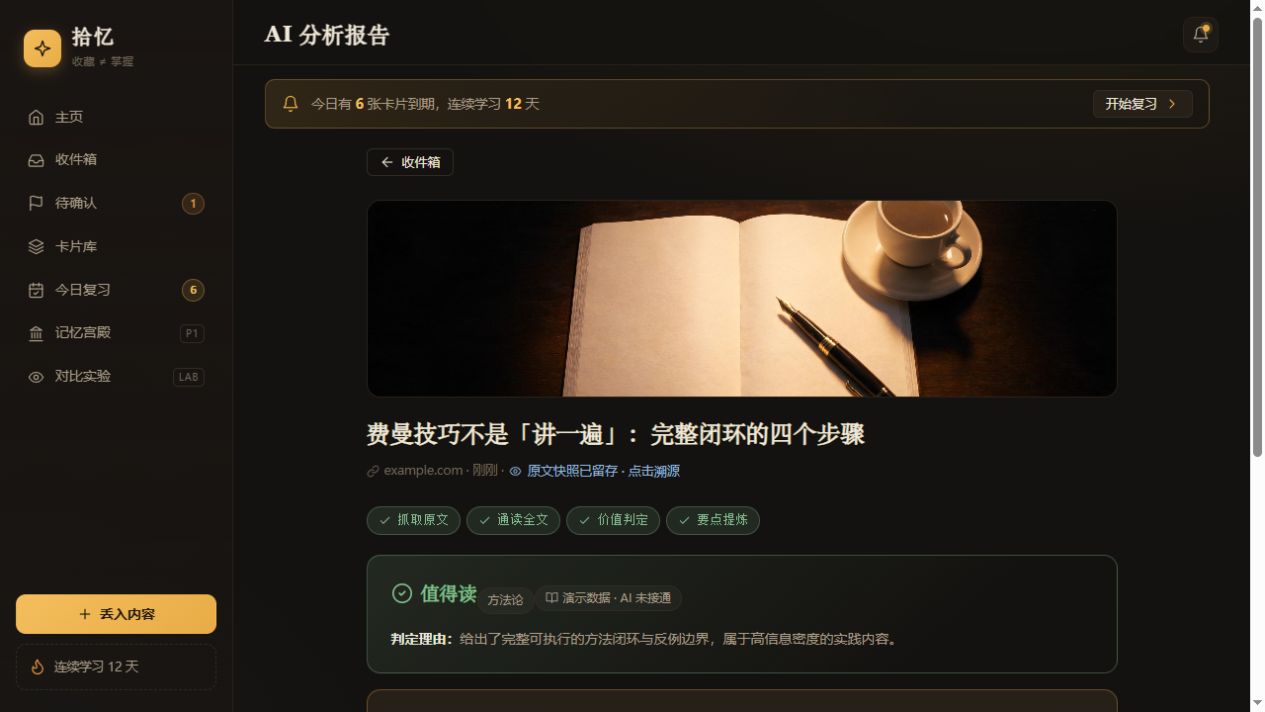 拾忆
收藏 ≠ 掌握
主页
收件箱
待确认 1
卡片库
今日复习 6
记忆宫殿 P1
对比实验 LAB
+ 丢入内容
连续学习 12 天
AI 分析报告
今日有 6 张卡片到期，连续学习 12 天
开始复习 >
← 收件箱
费曼技巧不是「讲一遍」：完整闭环的四个步骤
example.com · 刚刚 · 原文快照已留存 · 点击溯源
✓ 抓取原文 ✓ 通读全文 ✓ 价值判定 ✓ 要点提炼
值得读 方法论 演示数据 · AI 未接通
判定理由：给出了完整可执行的方法闭环与反例边界，属于高信息密度的实践内容。